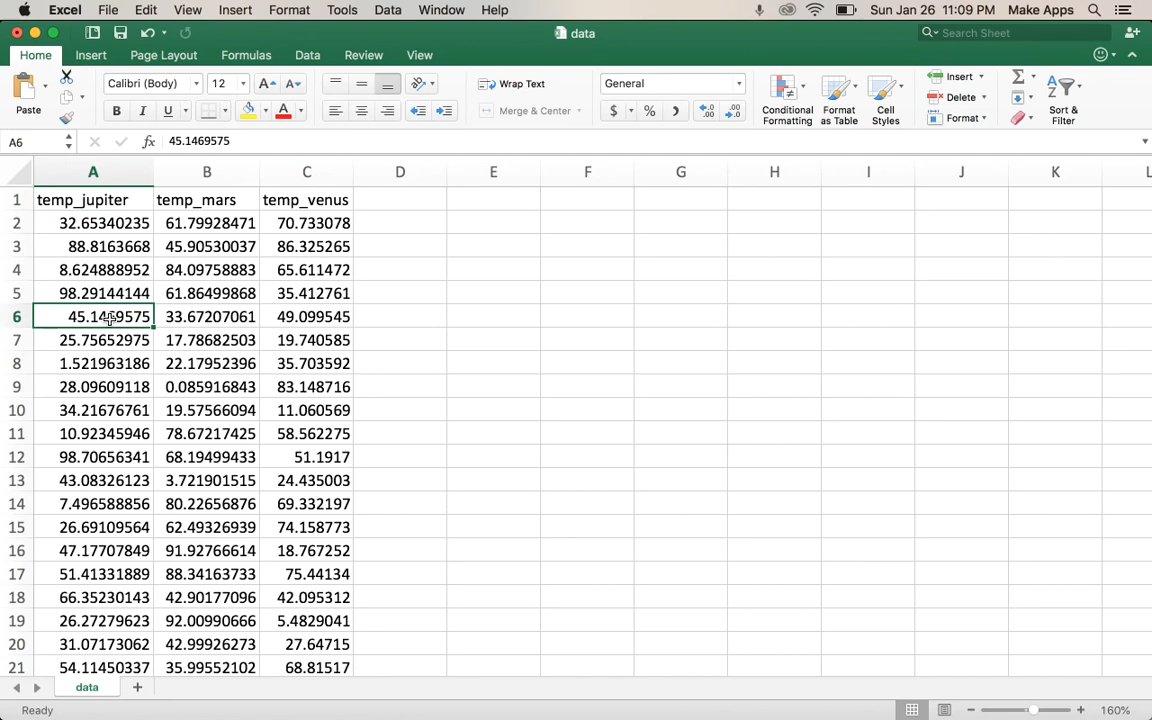 Excel File Edit View Insert Format Tools Data Window Help Sun Jan 26 11:09 PM Make Apps
data Search Sheet
Home Insert Page Layout Formulas Data Review View
Calibri (Body) 12 A A Wrap Text General Insert
Paste B I U A Merge & Center $ % Conditional Formatting Format as Table Cell Styles Delete Format Sort & Filter
A6 fx 45.1469575
A B C D E F G H I J K L
1 temp_jupiter temp_mars temp_venus
2 32.65340235 61.79928471 70.733078
3 88.8163668 45.90530037 86.325265
4 8.624888952 84.09758883 65.611472
5 98.29144144 61.86499868 35.412761
6 45.1469575 33.67207061 49.099545
7 25.75652975 17.78682503 19.740585
8 1.521963186 22.17952396 35.703592
9 28.09609118 0.085916843 83.148716
10 34.21676761 19.57566094 11.060569
11 10.92345946 78.67217425 58.562275
12 98.70656341 68.19499433 51.1917
13 43.08326123 3.721901515 24.435003
14 7.496588856 80.22656876 69.332197
15 26.69109564 62.49326939 74.158773
16 47.17707849 91.92766614 18.767252
17 51.41331889 88.34163733 75.44134
18 66.35230143 42.90177096 42.095312
19 26.27279623 92.00990666 5.4829041
20 31.07173062 42.99926273 27.64715
21 54.11450337 35.99552102 68.81517
data
Ready 160%